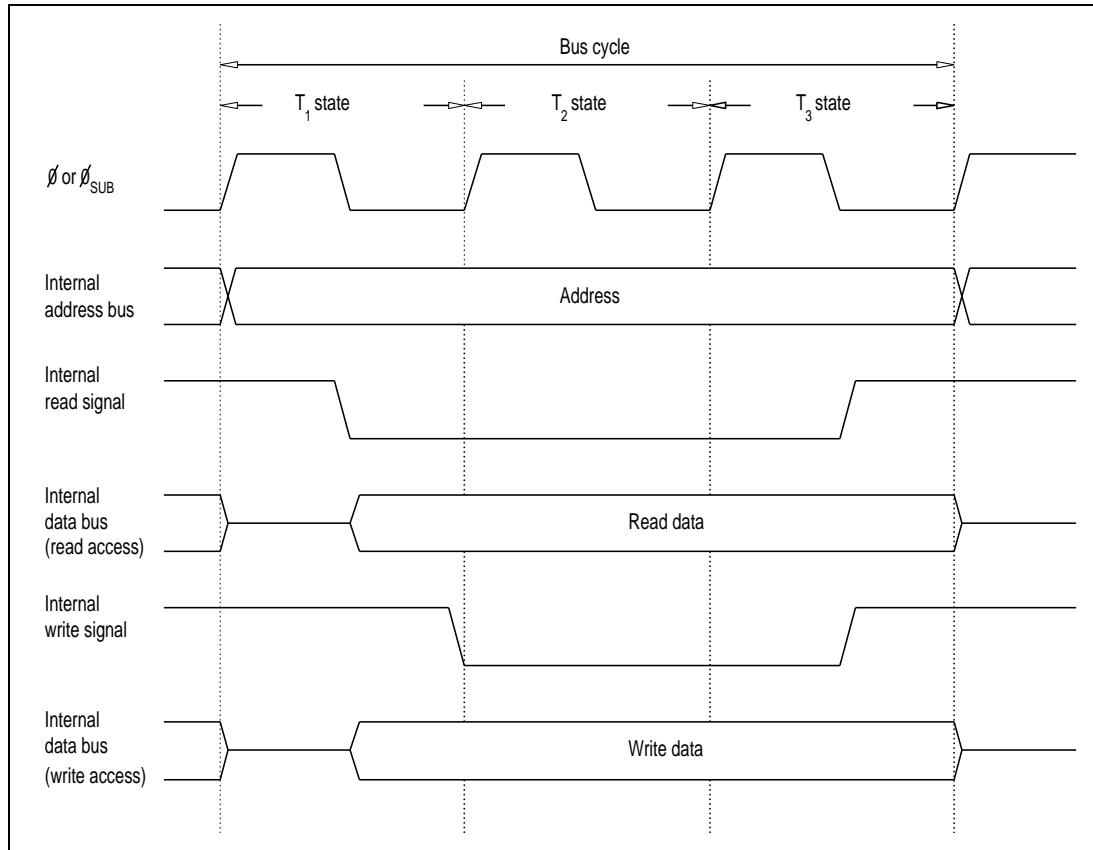 Bus cycle
T1 state
T2 state
T3 state
ø or øSUB
Internal
address bus
Address
Internal
read signal
Internal
data bus
(read access)
Read data
Internal
write signal
Internal
data bus
(write access)
Write data